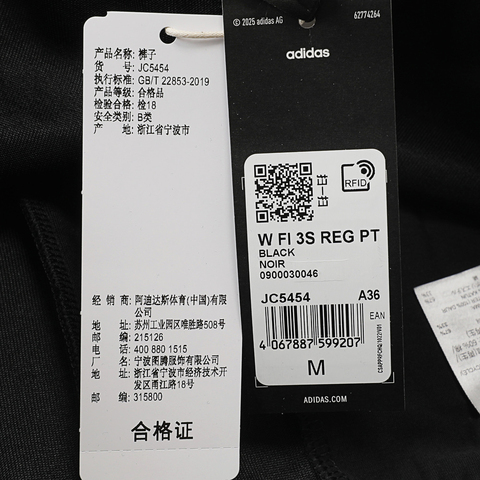 产品名称: 裤子
货 号: JC5454
执行标准: GB/T 22853-2019
产品等级: 合格品
检验合格: 检18
安全类别: B类
产 地: 浙江省宁波市
经 销 商: 阿迪达斯体育(中国)有限
公司
地 址: 苏州工业园区唯胜路508号
邮 编: 215126
电 话: 400 880 1515
厂 名: 宁波图腾服饰有限公司
地 址: 浙江省宁波市经济技术开
发区甬江路18号
邮 编: 315800
合格证
© 2025 adidas AG
62774264
adidas
RFID
W FI 3S REG PT
BLACK
NOIR
0900030046
JC5454 A36
EAN
4 067887 599207
M
ADIDAS.COM